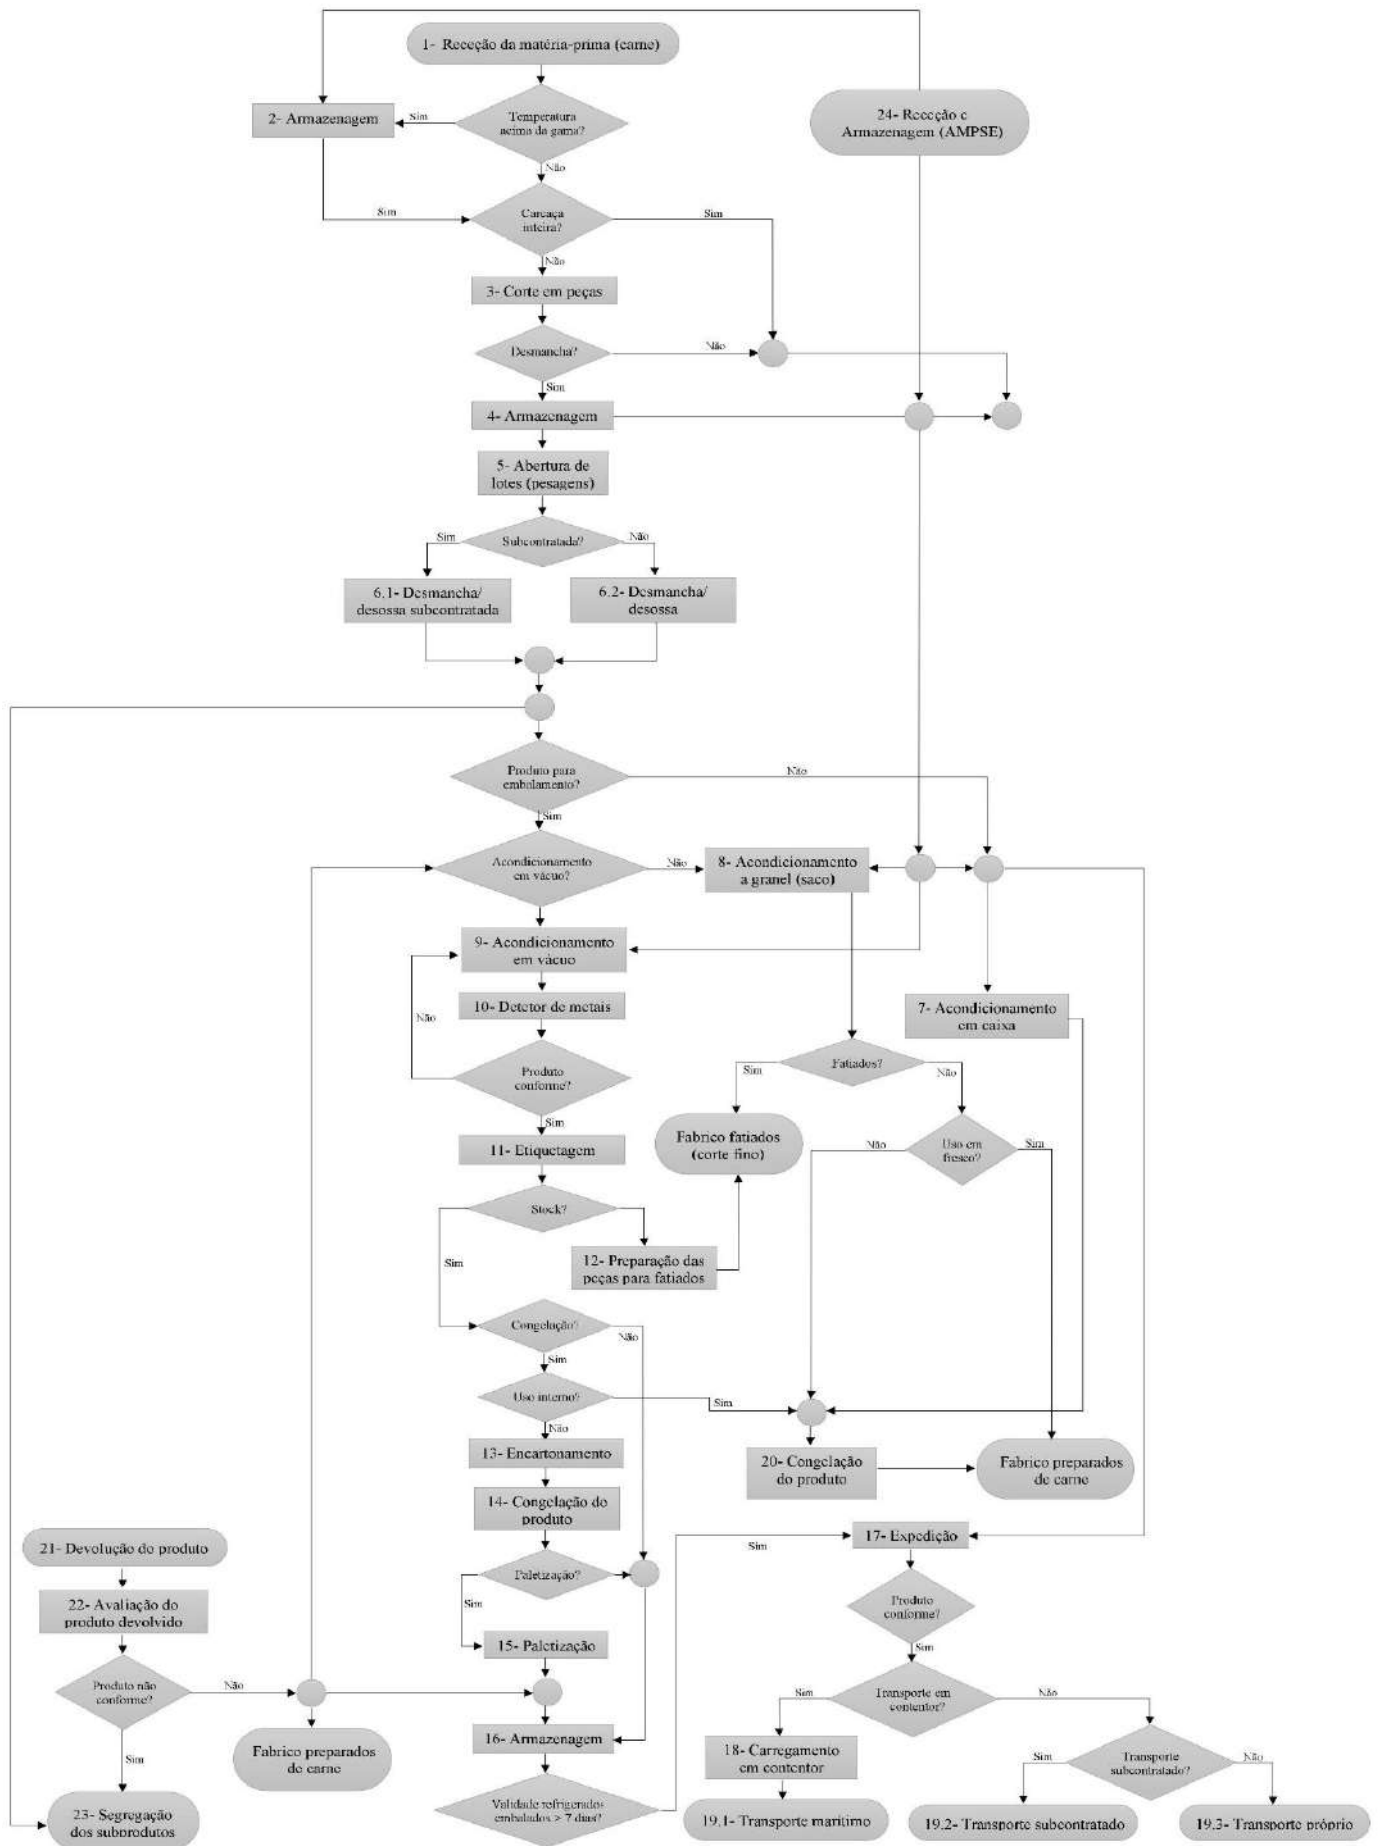 1- Receção da matéria-prima (carne)
2- Armazenagem
Sim
Temperatura
acima da gama?
24- Receção e
Armazenagem (AMPSE)
Não
Sim
Carcaça
inteira?
Sim
Não
3- Corte em peças
Desmancha?
Não
Sim
4- Armazenagem
5- Abertura de
lotes (pesagens)
Sim
Subcontratada?
Não
6.1- Desmancha/
desossa subcontratada
6.2- Desmancha/
desossa
Produto para
embalamento?
Não
Sim
Acondicionamento
em vácuo?
Não
8- Acondicionamento
a granel (saco)
9- Acondicionamento
em vácuo
10- Detetor de metais
7- Acondicionamento
em caixa
Não
Produto
conforme?
Fatiados?
Sim
Não
Sim
11- Etiquetagem
Fabrico fatiados
(corte fino)
Não
Uso em
fresco?
Sim
Stock?
Sim
12- Preparação das
peças para fatiados
Congelação?
Não
Sim
Uso interno?
Sim
Não
13- Encartonamento
20- Congelação
do produto
Fabrico preparados
de carne
14- Congelação do
produto
21- Devolução do produto
17- Expedição
Sim
Paletização?
22- Avaliação do
produto devolvido
Sim
Produto
conforme?
15- Paletização
Sim
Produto não
conforme?
Não
Sim
Transporte em
contentor?
Não
16- Armazenagem
Sim
Fabrico preparados
de carne
18- Carregamento
em contentor
Sim
Transporte
subcontratado?
Não
23- Segregação
dos subprodutos
Validade refrigerados
embalados > 7 dias?
19.1- Transporte marítimo
19.2- Transporte subcontratado
19.3- Transporte próprio